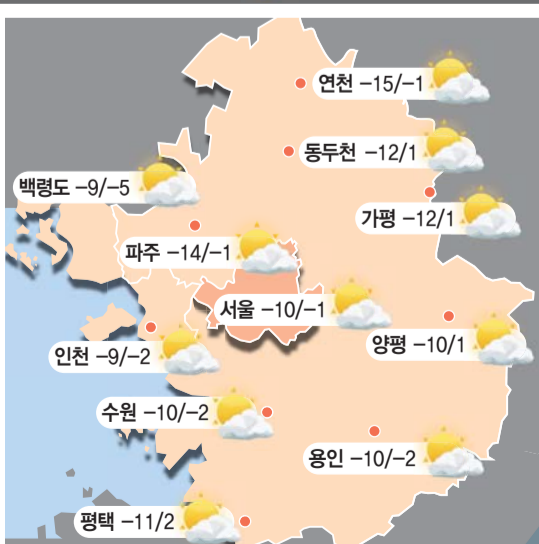 연천 -15/-1
동두천 -12/1
백령도 -9/-5
가평 -12/1
파주 -14/-1
서울 -10/-1
양평 -10/1
인천 -9/-2
수원 -10/-2
용인 -10/-2
평택 -11/2